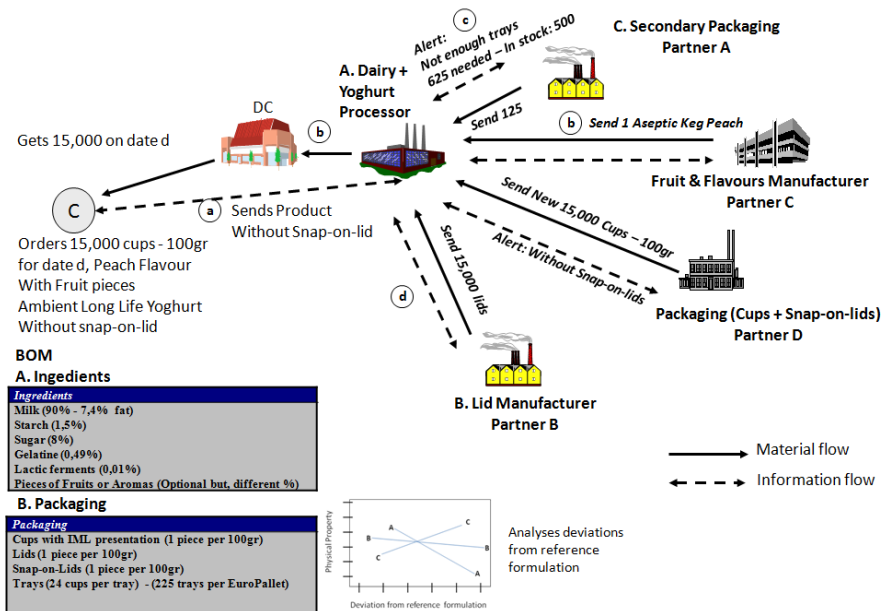 c
Alert:
Not enough trays
625 needed – In stock: 500
C. Secondary Packaging
Partner A
A. Dairy +
Yoghurt
Processor
DC
b
Send 125
b
Send 1 Aseptic Keg Peach
Gets 15,000 on date d
Fruit & Flavours Manufacturer
Partner C
C
a
Sends Product
Without Snap-on-lid
Send New 15,000 Cups – 100gr
Alert: Without Snap-on-lids
Orders 15,000 cups - 100gr
for date d, Peach Flavour
With Fruit pieces
Ambient Long Life Yoghurt
Without snap-on-lid
d
Send 15,000 lids
Packaging (Cups + Snap-on-lids)
Partner D
B. Lid Manufacturer
Partner B
BOM
A. Ingedients
Ingredients
Milk (90% - 7,4% fat)
Starch (1,5%)
Sugar (8%)
Gelatine (0,49%)
Lactic ferments (0,01%)
Pieces of Fruits or Aromas (Optional but, different %)
Material flow
Information flow
B. Packaging
Packaging
Cups with IML presentation (1 piece per 100gr)
Lids (1 piece per 100gr)
Snap-on-Lids (1 piece per 100gr)
Trays (24 cups per tray) - (225 trays per EuroPallet)
Physical Property
A
C
B
B
C
A
Deviation from reference formulation
Analyses deviations
from reference
formulation